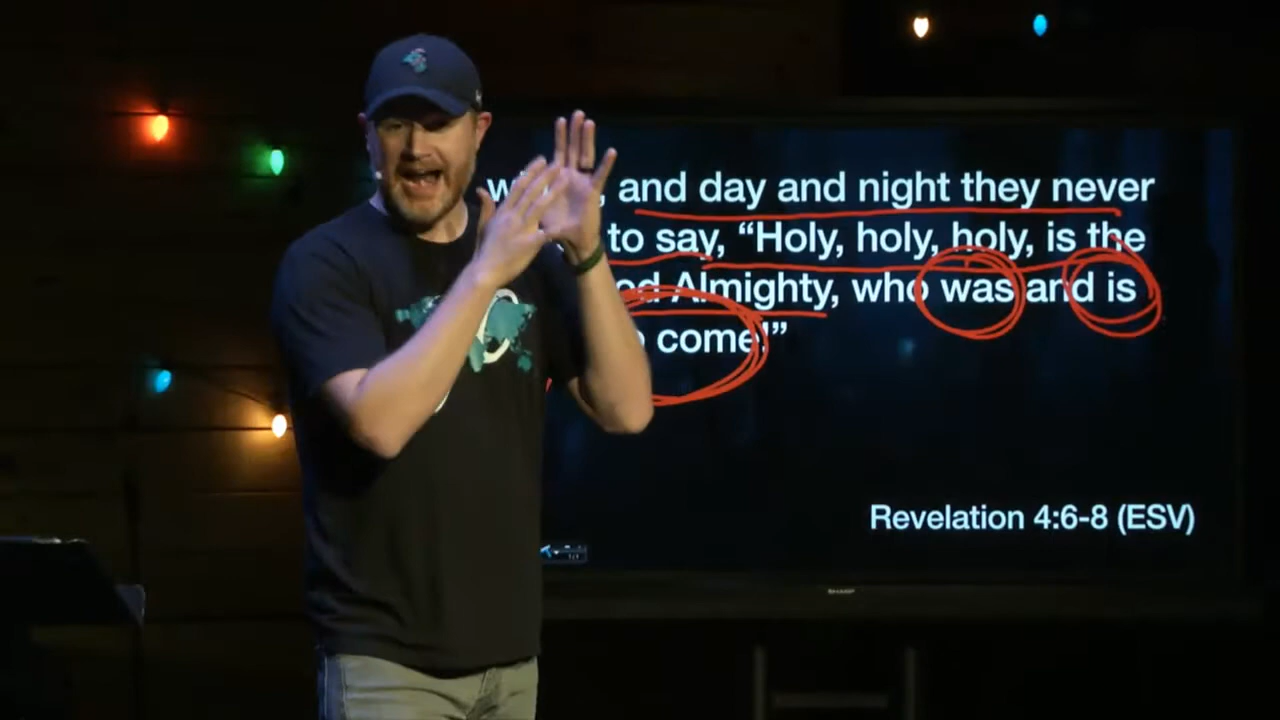 , and day and night they never
to say, “Holy, holy, holy, is the
Almighty, who was and is
come!”
Revelation 4:6-8 (ESV)
SHARP